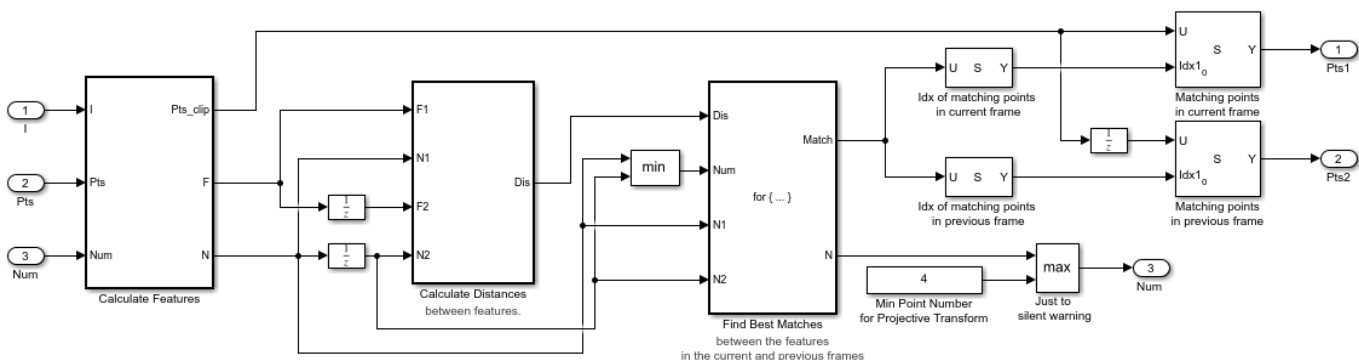 1
I
2
Pts
3
Num
I
Pts
Num
Pts_clip
F
N
Calculate Features
1
z
1
z
F1
N1
F2
N2
Dis
Calculate Distances
between features.
min
Dis
Num
N1
N2
for { ... }
Match
N
Find Best Matches
between the features
in the current and previous frames
U S Y
Idx of matching points
in current frame
U S Y
Idx of matching points
in previous frame
4
Min Point Number
for Projective Transform
max
Just to
silent warning
3
Num
1
z
U
S Y
Idx1 0
Matching points
in current frame
U
S Y
Idx1 0
Matching points
in previous frame
1
Pts1
2
Pts2